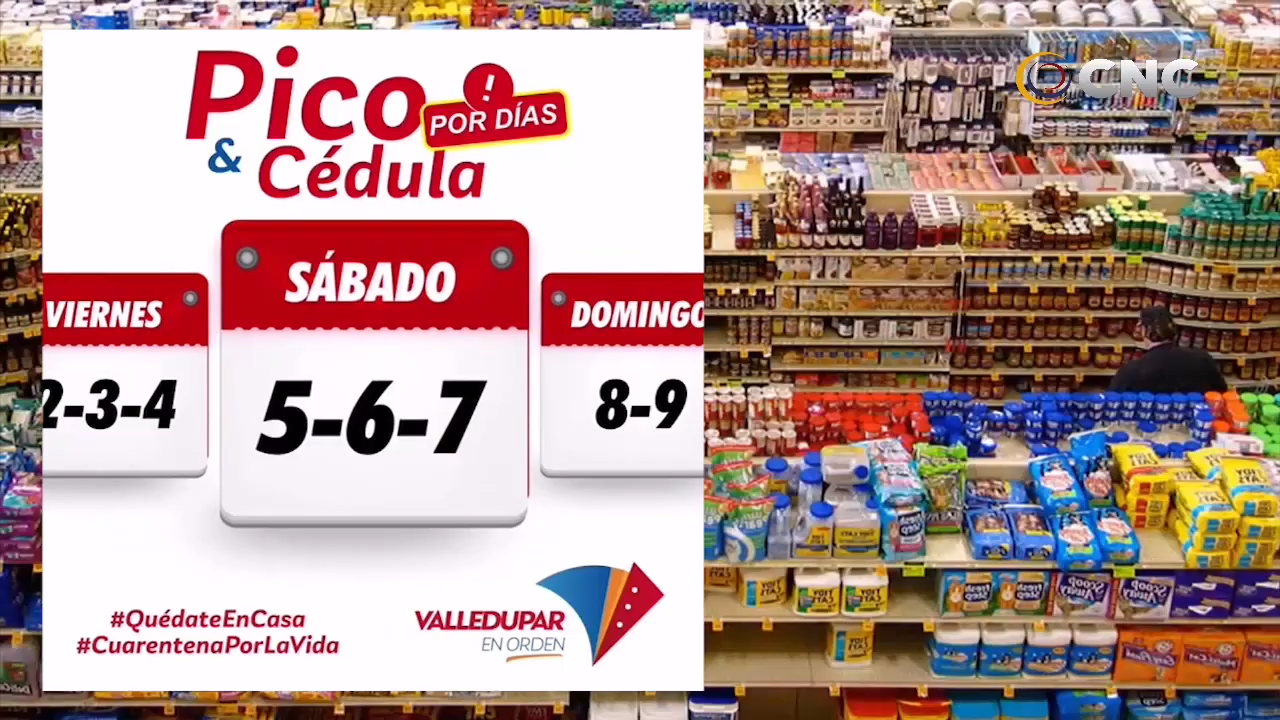 CNC
Pico
POR DÍAS
& Cédula
VIERNES
2-3-4
SÁBADO
5-6-7
DOMINGO
8-9
#QuédateEnCasa
#CuarentenaPorLaVida
VALLEDUPAR
EN ORDEN